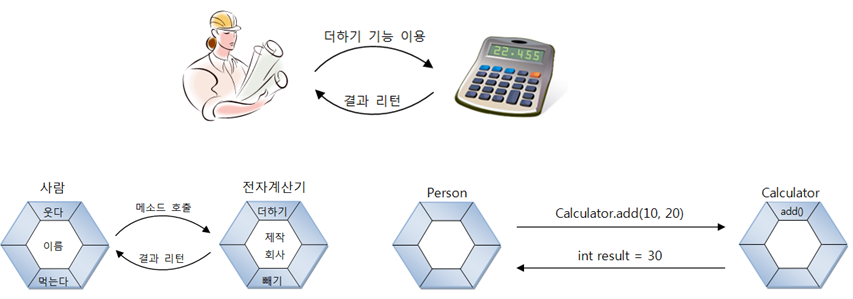 더하기 기능 이용
22.455
결과 리턴
사람
웃다
이름
먹는다
메소드 호출
결과 리턴
전자계산기
더하기
제작
회사
빼기
Person
Calculator.add(10, 20)
int result = 30
Calculator
add()